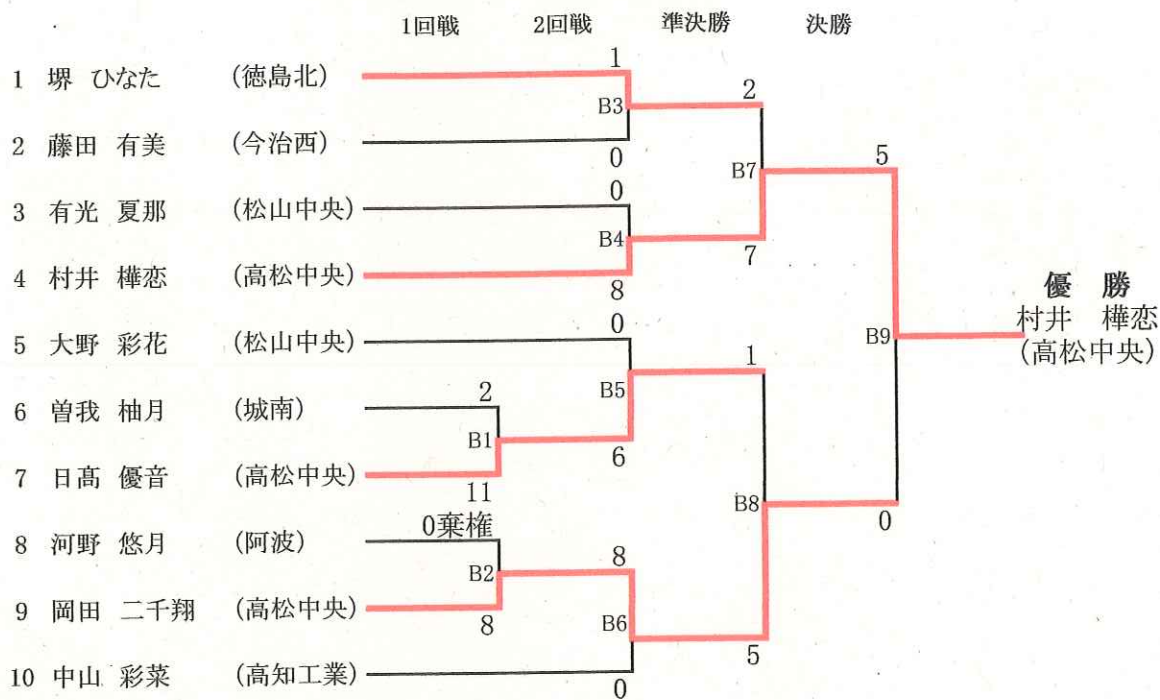 1回戦 2回戦 準決勝 決勝
1
1 堺 ひなた (徳島北)
2
B3
2 藤田 有美 (今治西)
0
5
0
B7
3 有光 夏那 (松山中央)
B4
7
4 村井 樺恋 (高松中央)
8
優 勝
村井 樺恋
(高松中央)
0
B9
5 大野 彩花 (松山中央)
1
2
B5
6 曽我 柚月 (城南)
B1
6
7 日髙 優音 (高松中央)
11
B8
0
0棄権
8 河野 悠月 (阿波)
8
B2
9 岡田 二千翔 (高松中央)
8
B6
5
10 中山 彩菜 (高知工業)
0